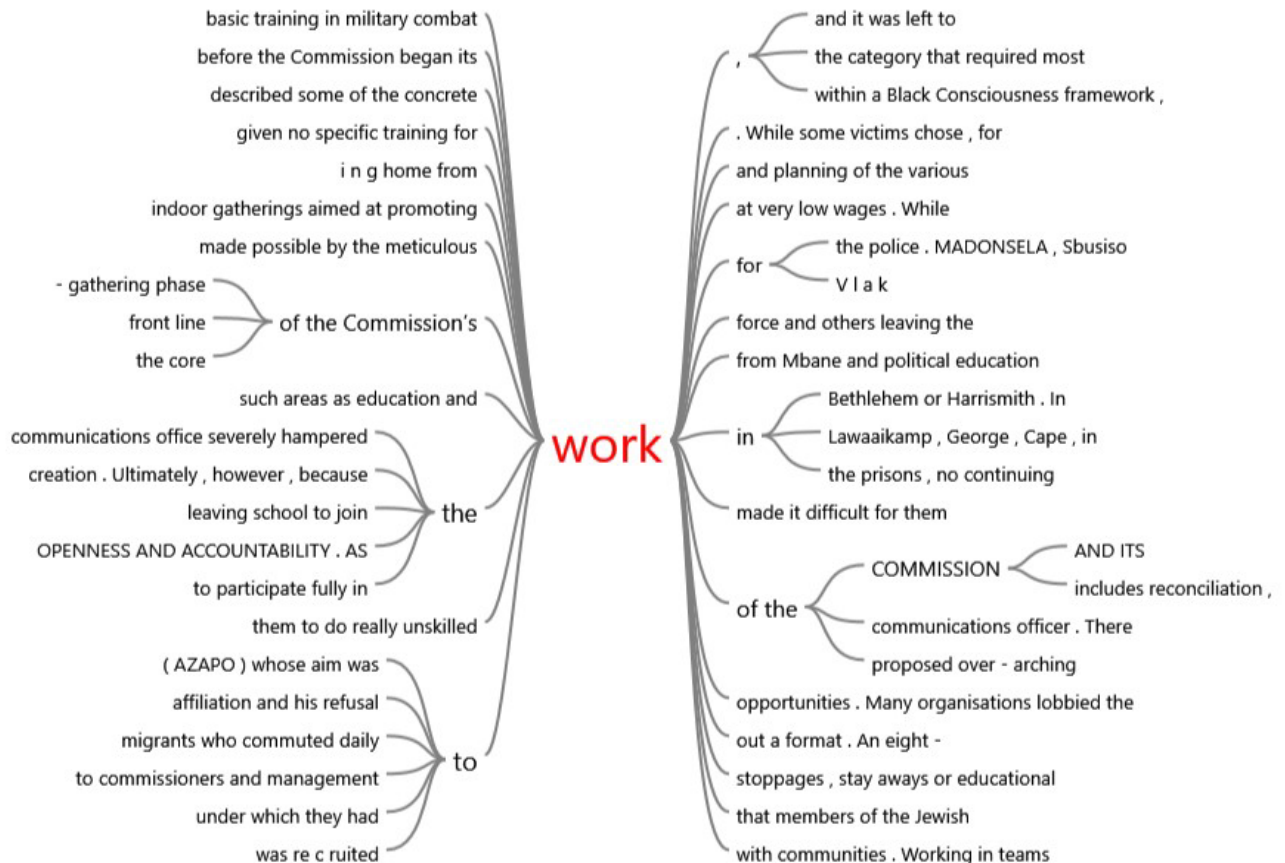 basic training in military combat
before the Commission began its
described some of the concrete
given no specific training for
i n g home from
indoor gatherings aimed at promoting
made possible by the meticulous
- gathering phase
front line
the core
of the Commission's
such areas as education and
communications office severely hampered
creation . Ultimately , however , because
leaving school to join
OPENNESS AND ACCOUNTABILITY . AS
to participate fully in
the
them to do really unskilled
( AZAPO ) whose aim was
affiliation and his refusal
migrants who commuted daily
to commissioners and management
under which they had
was re c ruited
to
work
,
and it was left to
the category that required most
within a Black Consciousness framework ,
. While some victims chose , for
and planning of the various
at very low wages . While
for
the police . MADONSELA , Sbusiso
V l a k
force and others leaving the
from Mbane and political education
in
Bethlehem or Harrismith . In
Lawaaikamp , George , Cape , in
the prisons , no continuing
made it difficult for them
of the
COMMISSION
AND ITS
includes reconciliation ,
communications officer . There
proposed over - arching
opportunities . Many organisations lobbied the
out a format . An eight -
stoppages , stay aways or educational
that members of the Jewish
with communities . Working in teams